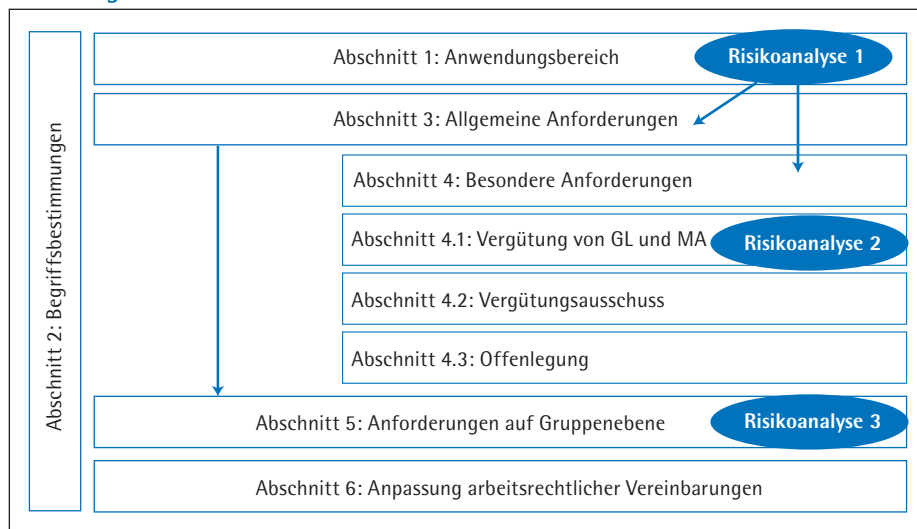 Abschnitt 2: Begriffsbestimmungen
Abschnitt 1: Anwendungsbereich
Risikoanalyse 1
Abschnitt 3: Allgemeine Anforderungen
Abschnitt 4: Besondere Anforderungen
Abschnitt 4.1: Vergütung von GL und MA
Risikoanalyse 2
Abschnitt 4.2: Vergütungsausschuss
Abschnitt 4.3: Offenlegung
Abschnitt 5: Anforderungen auf Gruppenebene
Risikoanalyse 3
Abschnitt 6: Anpassung arbeitsrechtlicher Vereinbarungen